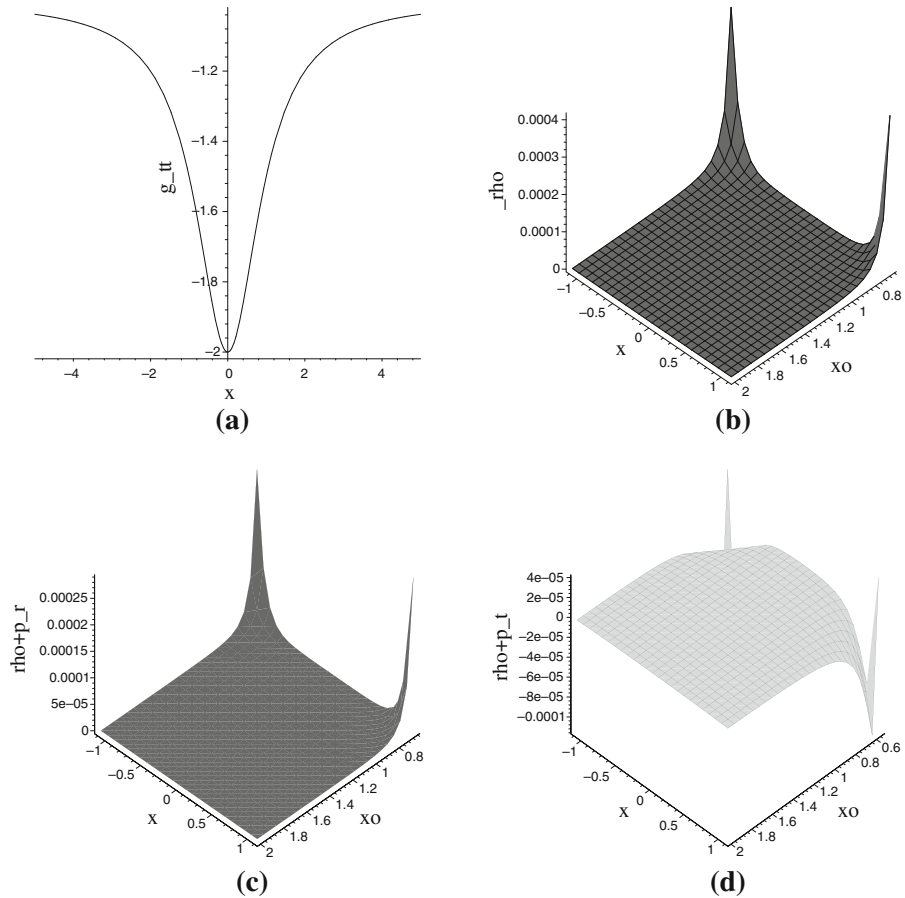 −1.2
−1.4
g_tt
−1.6
−1.8
−2
−4 −2 0 2 4
x
(a)
0.0004
0.0003
_rho
0.0002
0.0001
0
−1
−0.5
x
0
0.5
1
0.8
1
1.2
1.4
xo
1.6
1.8
2
(b)
0.00025
rho+p_r
0.0002
0.00015
0.0001
5e−05
0
−1
−0.5
x
0
0.5
1
0.8
1
1.2
1.4
xo
1.6
1.8
2
(c)
4e−05
2e−05
rho+p_t
0
−2e−05
−4e−05
−6e−05
−8e−05
−0.0001
−1
−0.5
x
0
0.5
1
0.6
0.8
1
1.2
xo
1.4
1.6
1.8
2
(d)